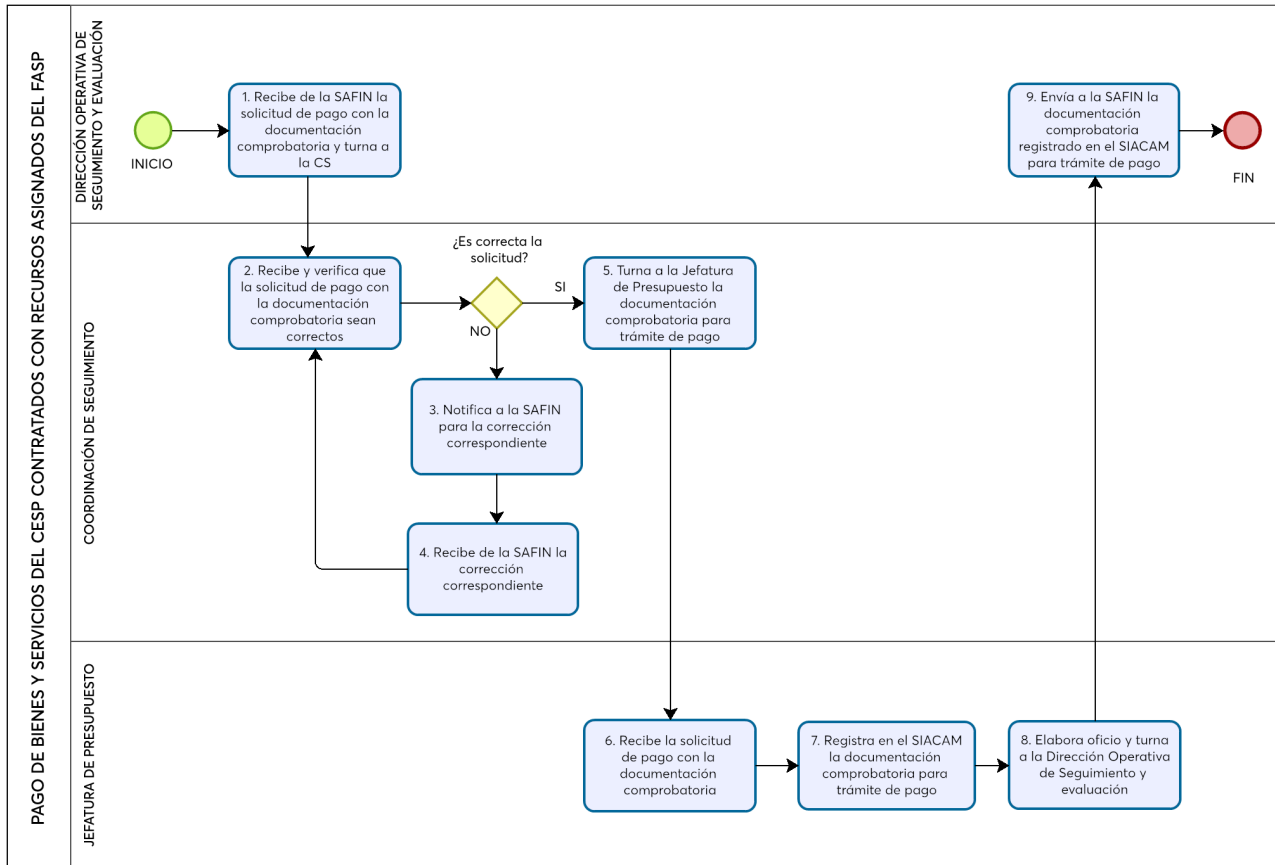 PAGO DE BIENES Y SERVICIOS DEL CESP CONTRATADOS CON RECURSOS ASIGNADOS DEL FASP
DIRECCIÓN OPERATIVA DE
SEGUIMIENTO Y EVALUACIÓN
INICIO
1. Recibe de la SAFIN la
solicitud de pago con la
documentación
comprobatoria y turna a
la CS
9. Envía a la SAFIN la
documentación
comprobatoria
registrado en el SIACAM
para trámite de pago
FIN
COORDINACIÓN DE SEGUIMIENTO
2. Recibe y verifica que
la solicitud de pago con
la documentación
comprobatoria sean
correctos
¿Es correcta la
solicitud?
SI
NO
5. Turna a la Jefatura
de Presupuesto la
documentación
comprobatoria para
trámite de pago
3. Notifica a la SAFIN
para la corrección
correspondiente
4. Recibe de la SAFIN la
corrección
correspondiente
JEFATURA DE PRESUPUESTO
6. Recibe la solicitud
de pago con la
documentación
comprobatoria
7. Registra en el SIACAM
la documentación
comprobatoria para
trámite de pago
8. Elabora oficio y turna
a la Dirección Operativa
de Seguimiento y
evaluación